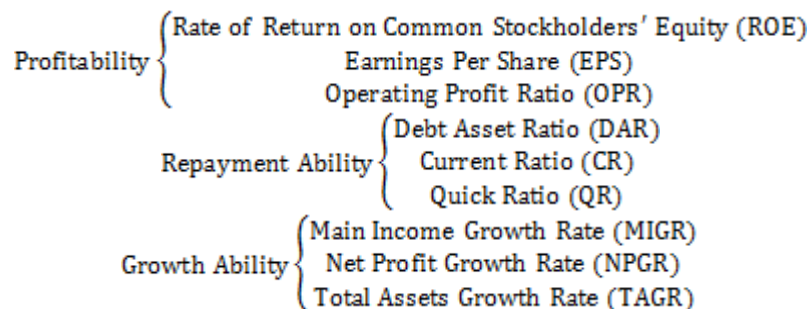 Rate of Return on Common Stockholders' Equity (ROE)
Profitability Earnings Per Share (EPS)
Operating Profit Ratio (OPR)
Debt Asset Ratio (DAR)
Repayment Ability Current Ratio (CR)
Quick Ratio (QR)
Main Income Growth Rate (MIGR)
Growth Ability Net Profit Growth Rate (NPGR)
Total Assets Growth Rate (TAGR)